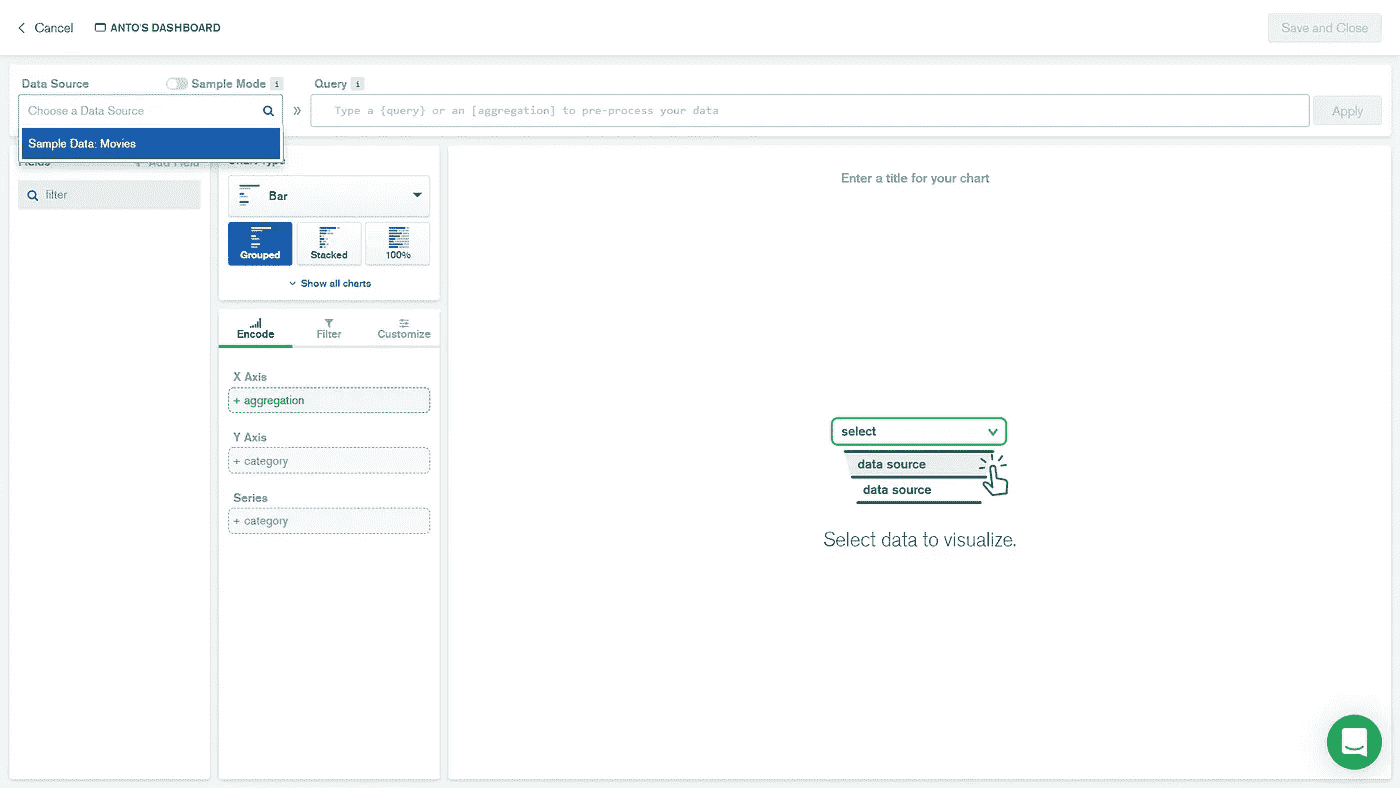 Cancel
ANTO'S DASHBOARD
Save and Close
Data Source
Sample Mode i
Query i
Choose a Data Source
Type a {query} or an [aggregation] to pre-process your data
Apply
Sample Data: Movies
Fields
+ Add Field
Chart Type
filter
Bar
Grouped
Stacked
100%
Show all charts
Encode
Filter
Customize
X Axis
+ aggregation
Y Axis
+ category
Series
+ category
Enter a title for your chart
select
data source
data source
Select data to visualize.